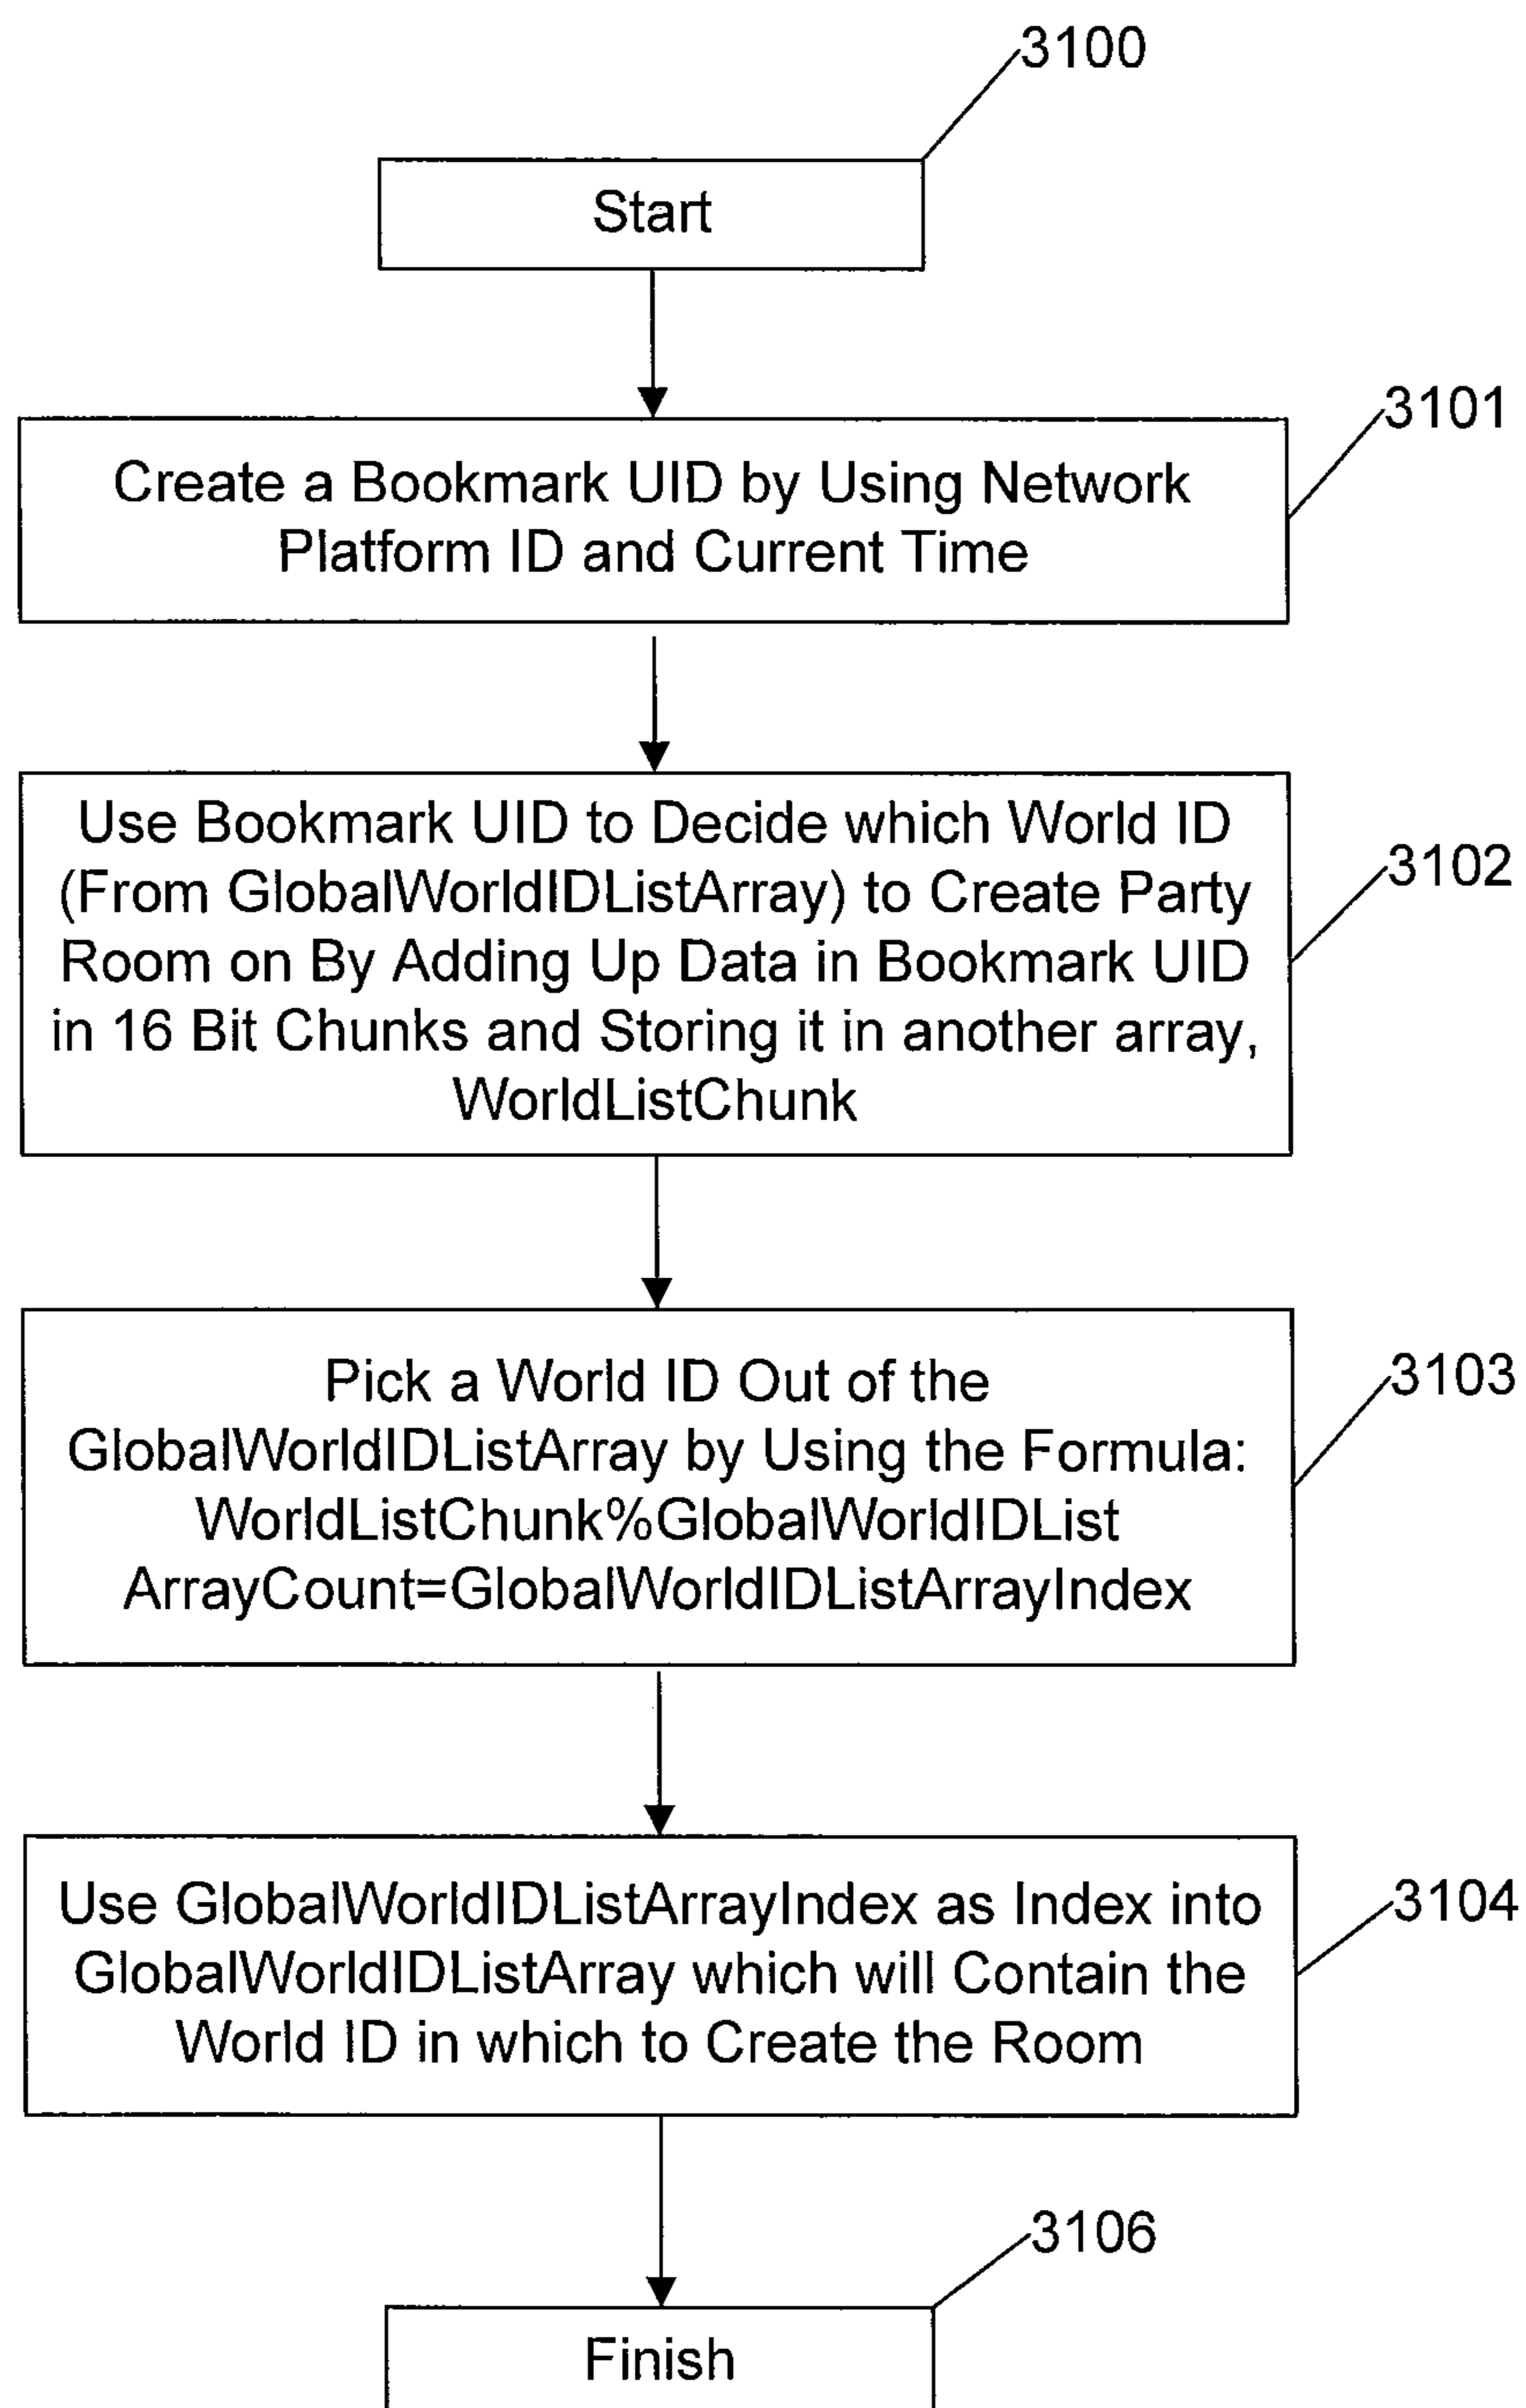 3100
Start
3101
Create a Bookmark UID by Using Network
Platform ID and Current Time
3102
Use Bookmark UID to Decide which World ID
(From GlobalWorldIDListArray) to Create Party
Room on By Adding Up Data in Bookmark UID
in 16 Bit Chunks and Storing it in another array,
WorldListChunk
3103
Pick a World ID Out of the
GlobalWorldIDListArray by Using the Formula:
WorldListChunk%GlobalWorldIDList
ArrayCount=GlobalWorldIDListArrayIndex
3104
Use GlobalWorldIDListArrayIndex as Index into
GlobalWorldIDListArray which will Contain the
World ID in which to Create the Room
3106
Finish